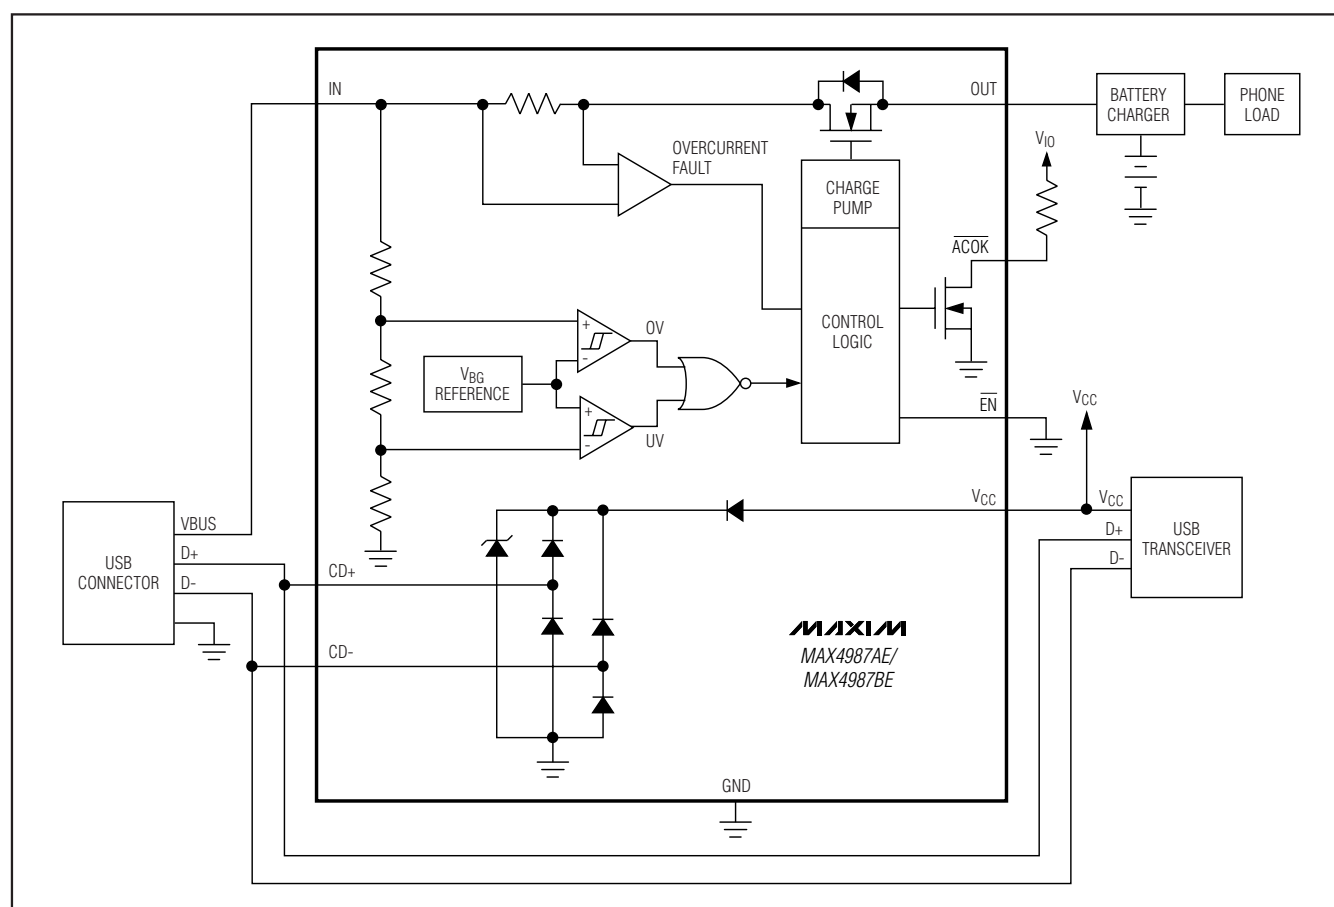 IN
OUT
BATTERY
CHARGER
PHONE
LOAD
OVERCURRENT
FAULT
VIO
CHARGE
PUMP
ACOK
CONTROL
LOGIC
+
OV
-
VBG
REFERENCE
+
-
UV
EN
VCC
VCC
VCC
D+
D-
USB
TRANSCEIVER
VBUS
D+
D-
USB
CONNECTOR
CD+
CD-
MAXIM
MAX4987AE/
MAX4987BE
GND